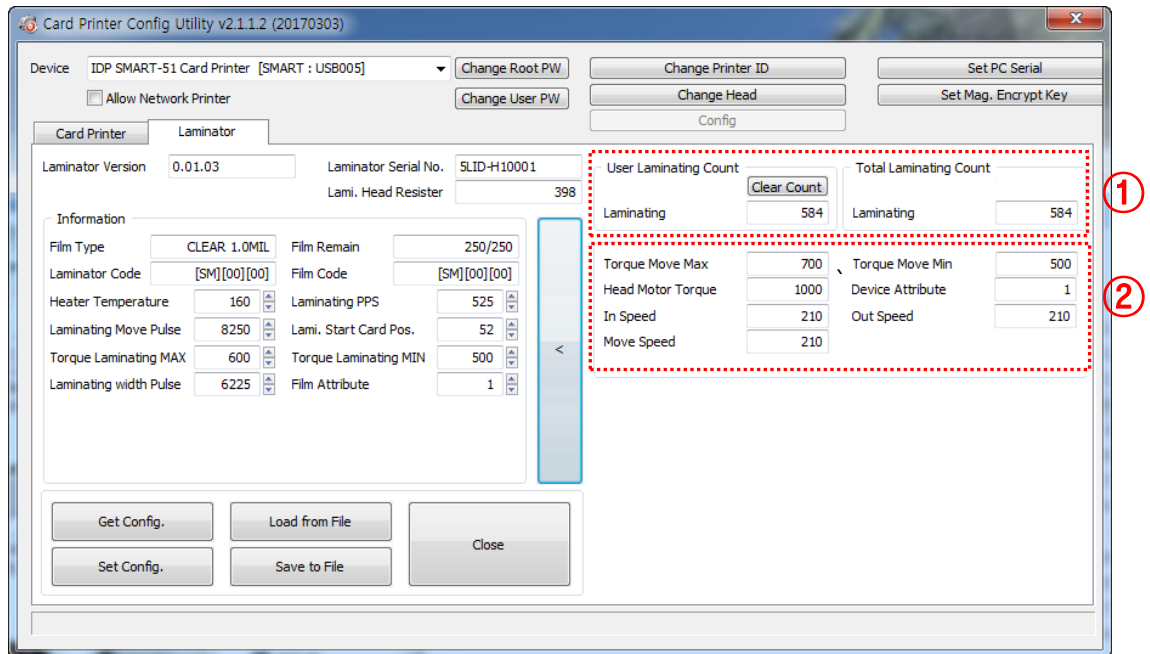 Card Printer Config Utility v2.1.1.2 (20170303)
Device IDP SMART-51 Card Printer [SMART : USB005] Change Root PW Change Printer ID Set PC Serial
Allow Network Printer Change User PW Change Head Set Mag. Encrypt Key
Config
Card Printer Laminator
Laminator Version 0.01.03 Laminator Serial No. 5LID-H10001
Lami. Head Resister 398
Information
Film Type CLEAR 1.0MIL Film Remain 250/250
Laminator Code [SM][00][00] Film Code [SM][00][00]
Heater Temperature 160 Laminating PPS 525
Laminating Move Pulse 8250 Lami. Start Card Pos. 52
Torque Laminating MAX 600 Torque Laminating MIN 500
Laminating width Pulse 6225 Film Attribute 1
<
Get Config. Load from File Close
Set Config. Save to File
User Laminating Count Total Laminating Count
Clear Count
Laminating 584 Laminating 584
①
Torque Move Max 700 、 Torque Move Min 500
Head Motor Torque 1000 Device Attribute 1
In Speed 210 Out Speed 210
Move Speed 210
②